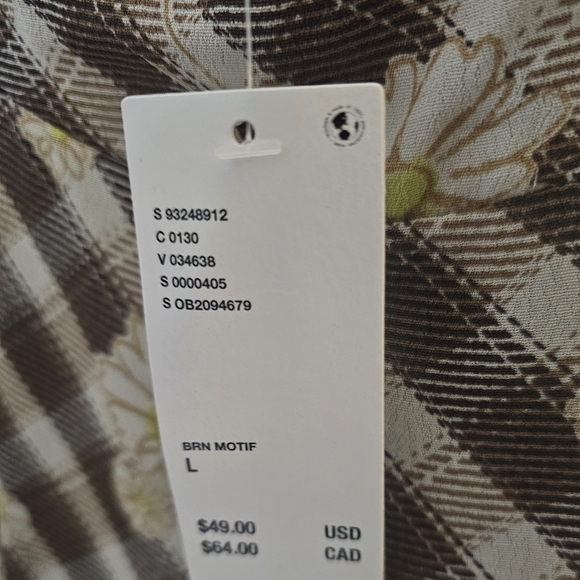 S 93248912
C 0130
V 034638
S 0000405
S OB2094679
BRN MOTIF
L
$49.00 USD
$64.00 CAD